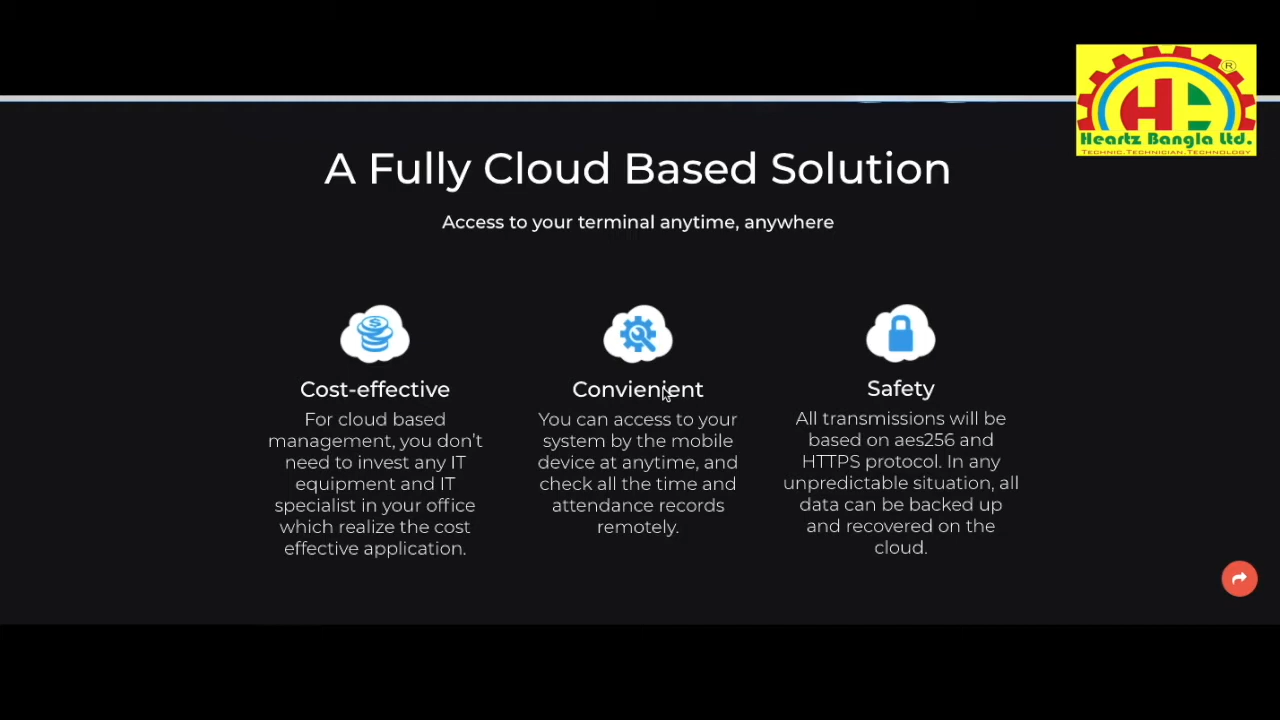 ®
HB
Heartz Bangla Ltd.
TECHNIC.TECHNICIAN.TECHNOLOGY
A Fully Cloud Based Solution
Access to your terminal anytime, anywhere
$
Cost-effective
For cloud based
management, you don't
need to invest any IT
equipment and IT
specialist in your office
which realize the cost
effective application.
Convienient
You can access to your
system by the mobile
device at anytime, and
check all the time and
attendance records
remotely.
Safety
All transmissions will be
based on aes256 and
HTTPS protocol. In any
unpredictable situation, all
data can be backed up
and recovered on the
cloud.